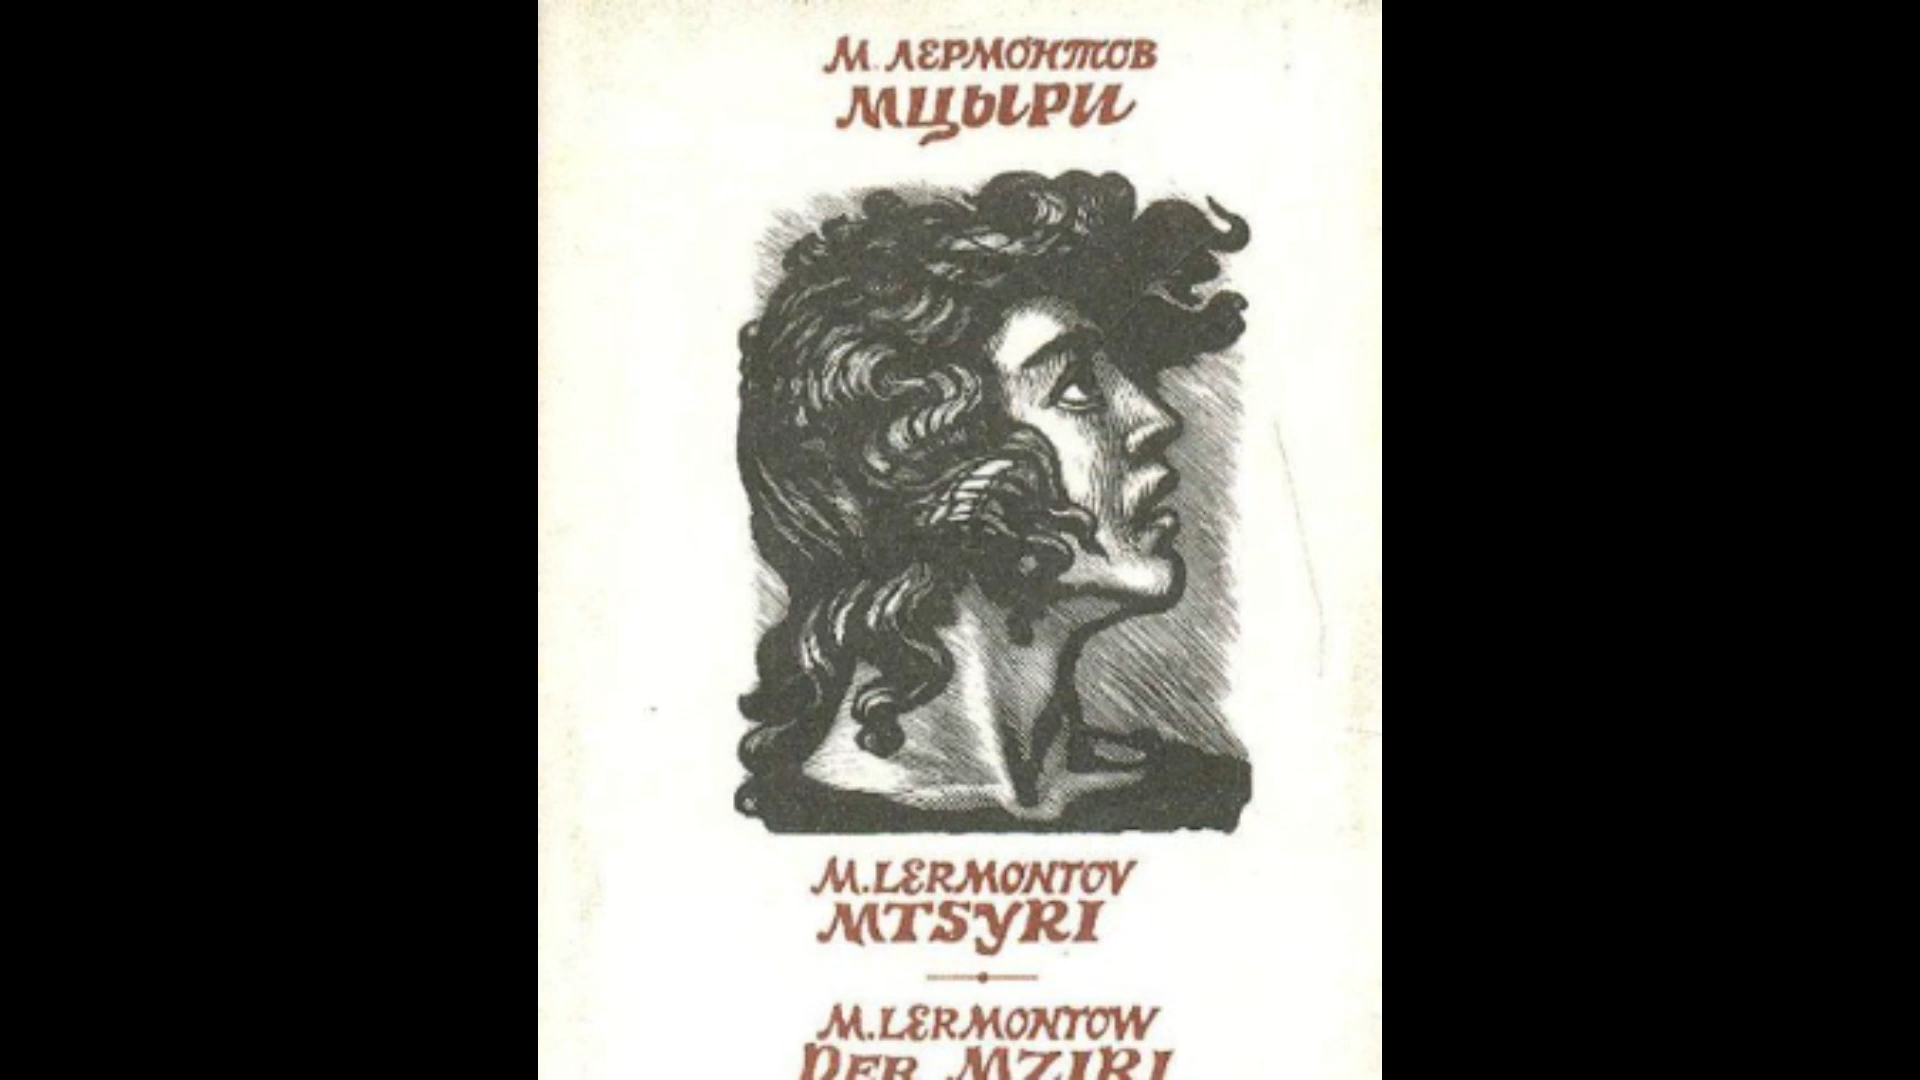 М. ЛЕРМОНТОВ
МЦЫРИ
M. LERMONTOV
MTSYRI
M. LERMONTOW
DER MZIRI